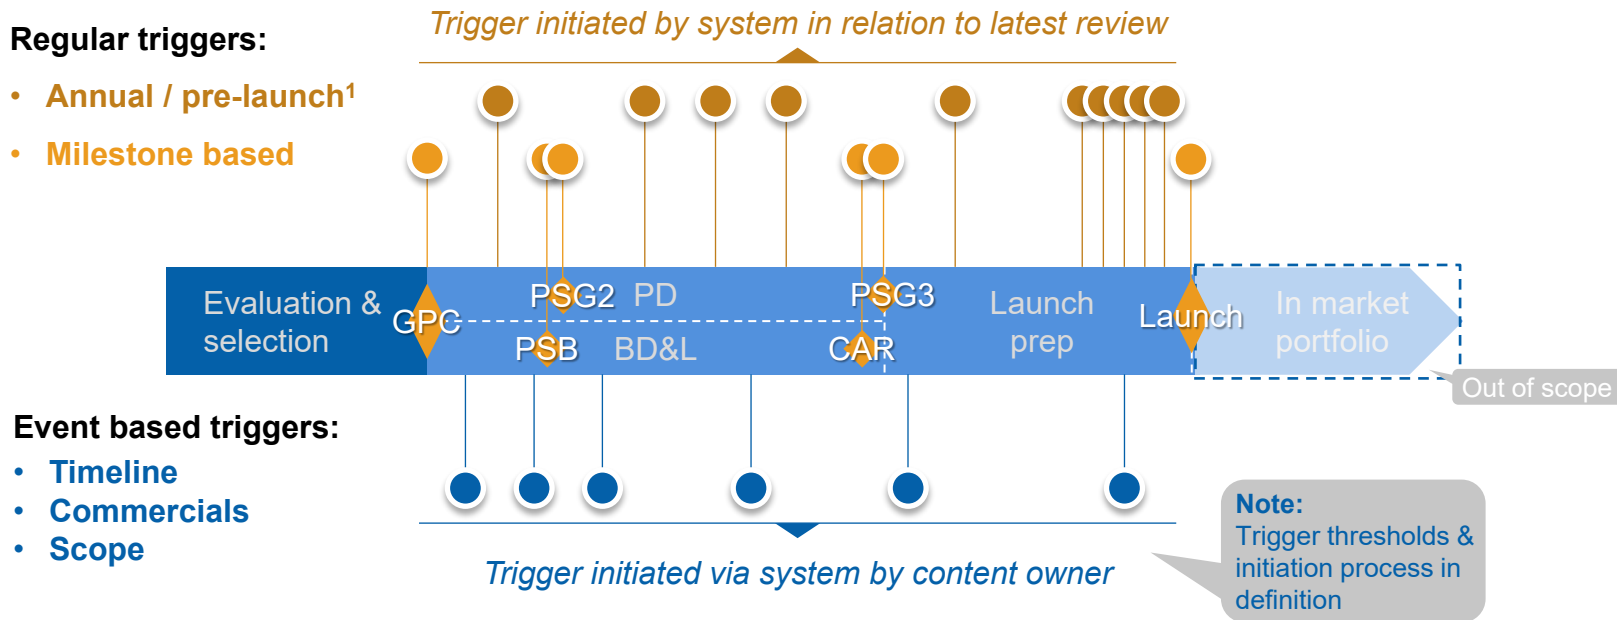 Trigger initiated by system in relation to latest review
Regular triggers:
• Annual / pre-launch¹
• Milestone based
Evaluation &
selection
GPC
PSG2
PD
PSB
BD&L
PSG3
CAR
Launch
prep
Launch
In market
portfolio
Out of scope
Event based triggers:
• Timeline
• Commercials
• Scope
Trigger initiated via system by content owner
Note:
Trigger thresholds &
initiation process in
definition